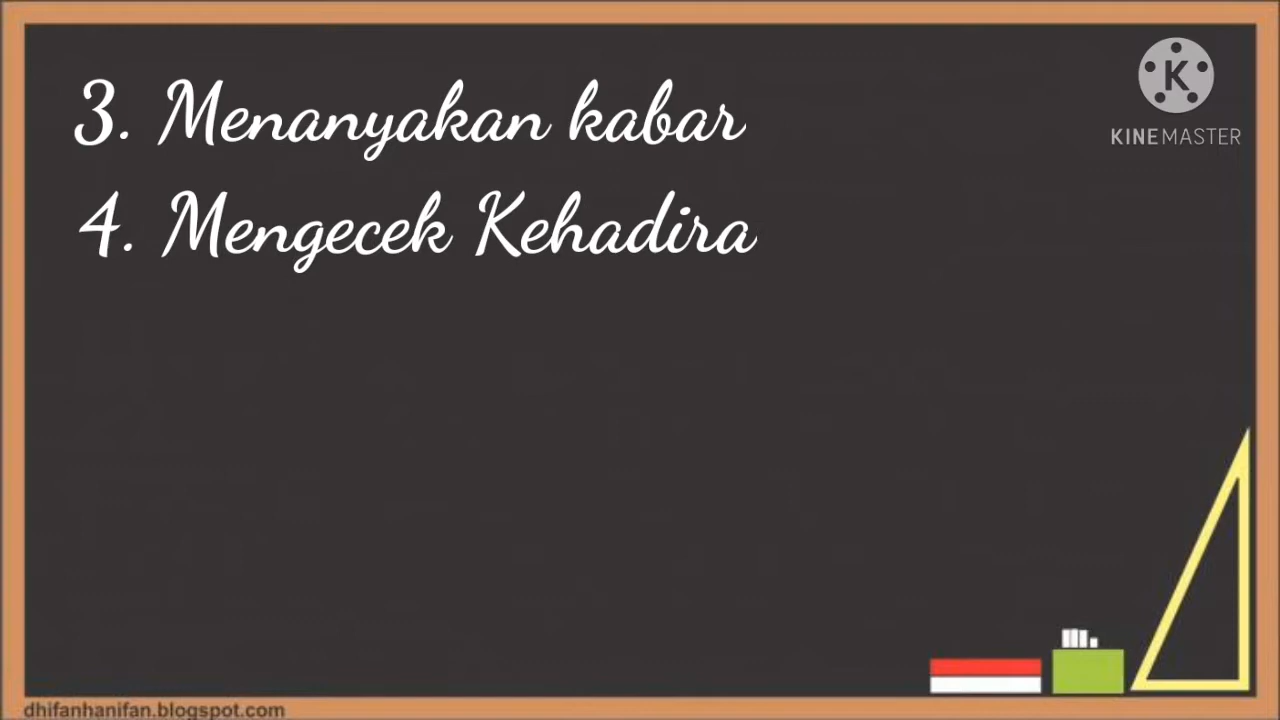 3. Menanyakan kabar
4. Mengecek Kehadira
K
KINEMASTER
dhifanhanifan.blogspot.com